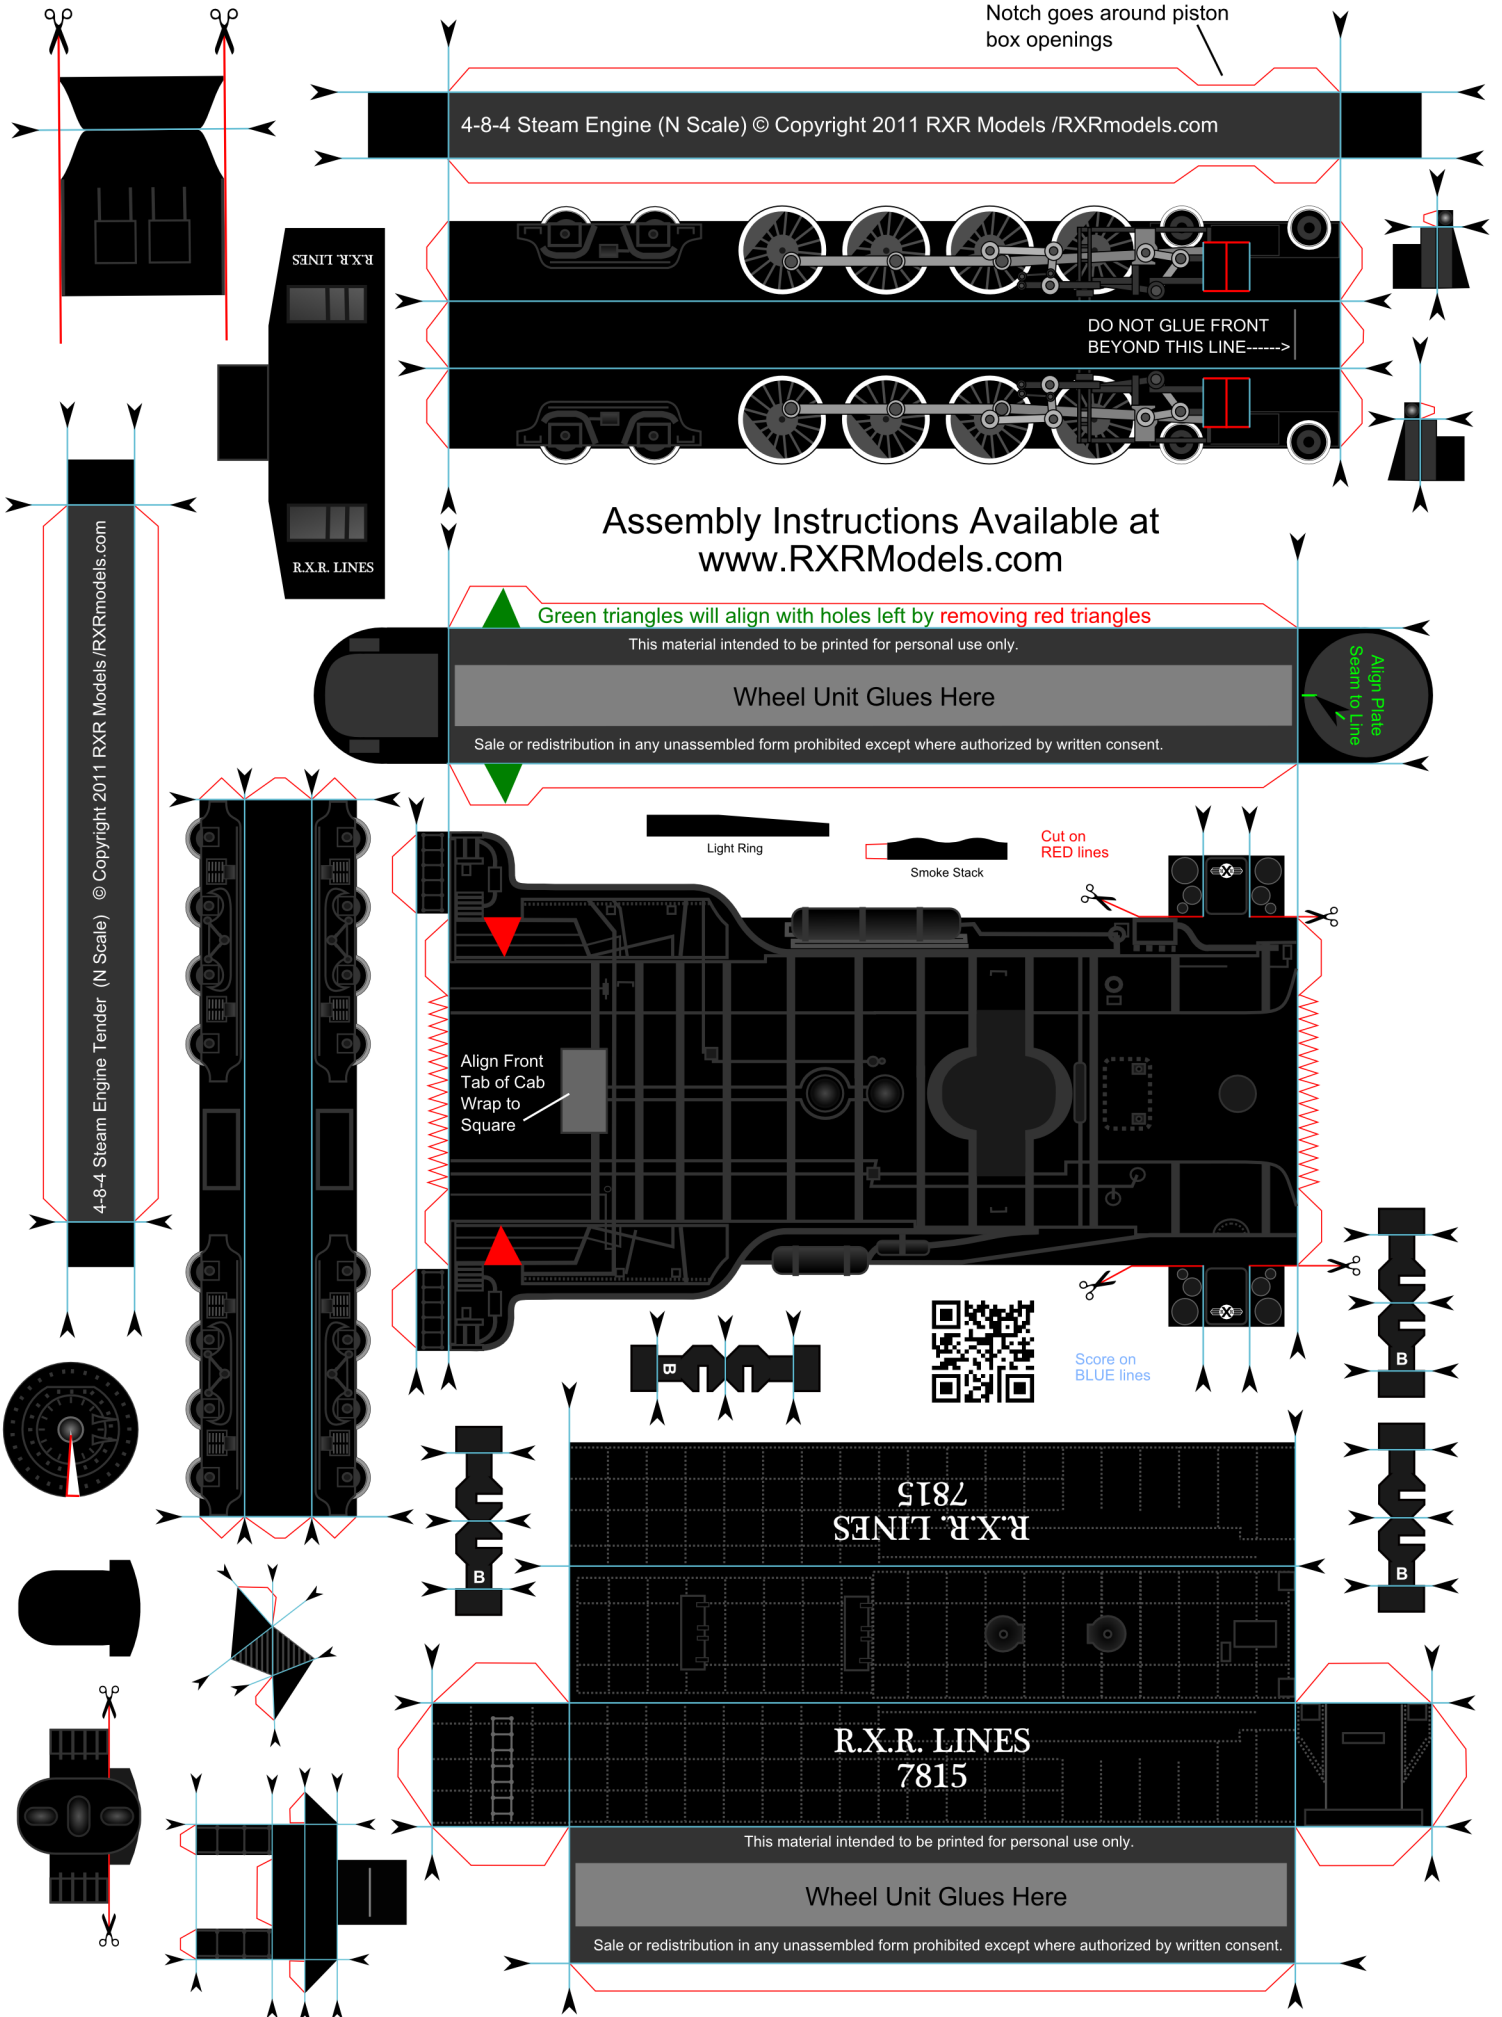 Notch goes around piston
box openings
4-8-4 Steam Engine (N Scale) © Copyright 2011 RXR Models /RXRmodels.com
R.X.R. LINES
DO NOT GLUE FRONT
BEYOND THIS LINE------>
R.X.R. LINES
Assembly Instructions Available at
www.RXRModels.com
Green triangles will align with holes left by removing red triangles
This material intended to be printed for personal use only.
Wheel Unit Glues Here
Sale or redistribution in any unassembled form prohibited except where authorized by written consent.
Align Plate
Seam to Line
4-8-4 Steam Engine Tender (N Scale) © Copyright 2011 RXR Models /RXRmodels.com
Light Ring
Smoke Stack
Cut on
RED lines
X
Align Front
Tab of Cab
Wrap to
Square
X
Score on
BLUE lines
B
B
B
B
R.X.R. LINES
7815
R.X.R. LINES
7815
This material intended to be printed for personal use only.
Wheel Unit Glues Here
Sale or redistribution in any unassembled form prohibited except where authorized by written consent.